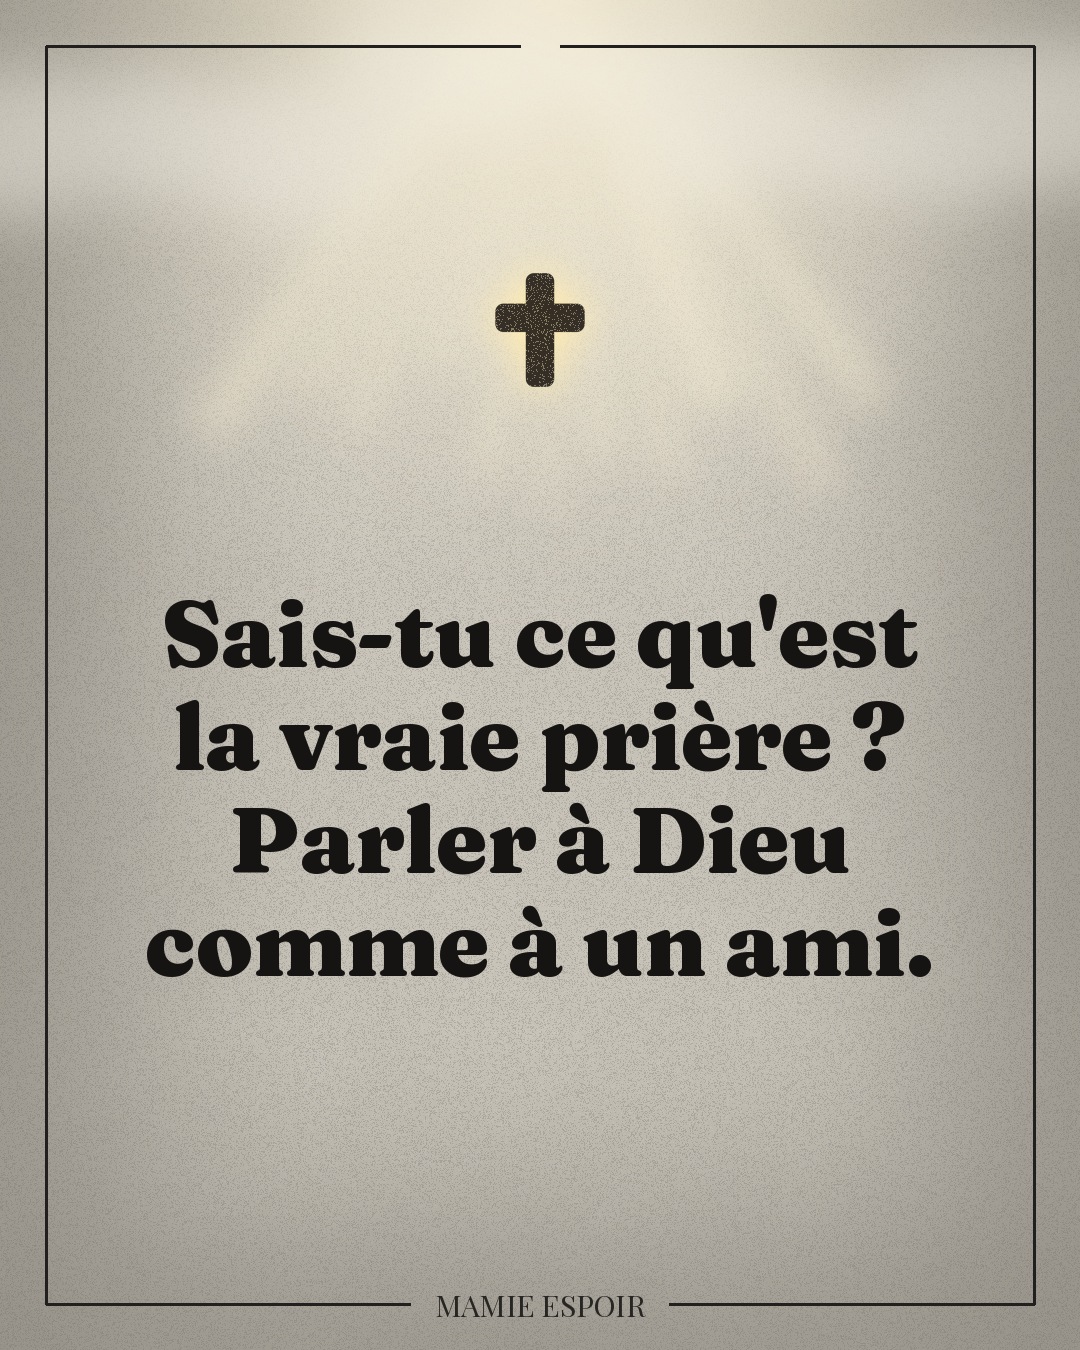 Sais-tu ce qu'est
la vraie prière ?
Parler à Dieu
comme à un ami.
MAMIE ESPOIR